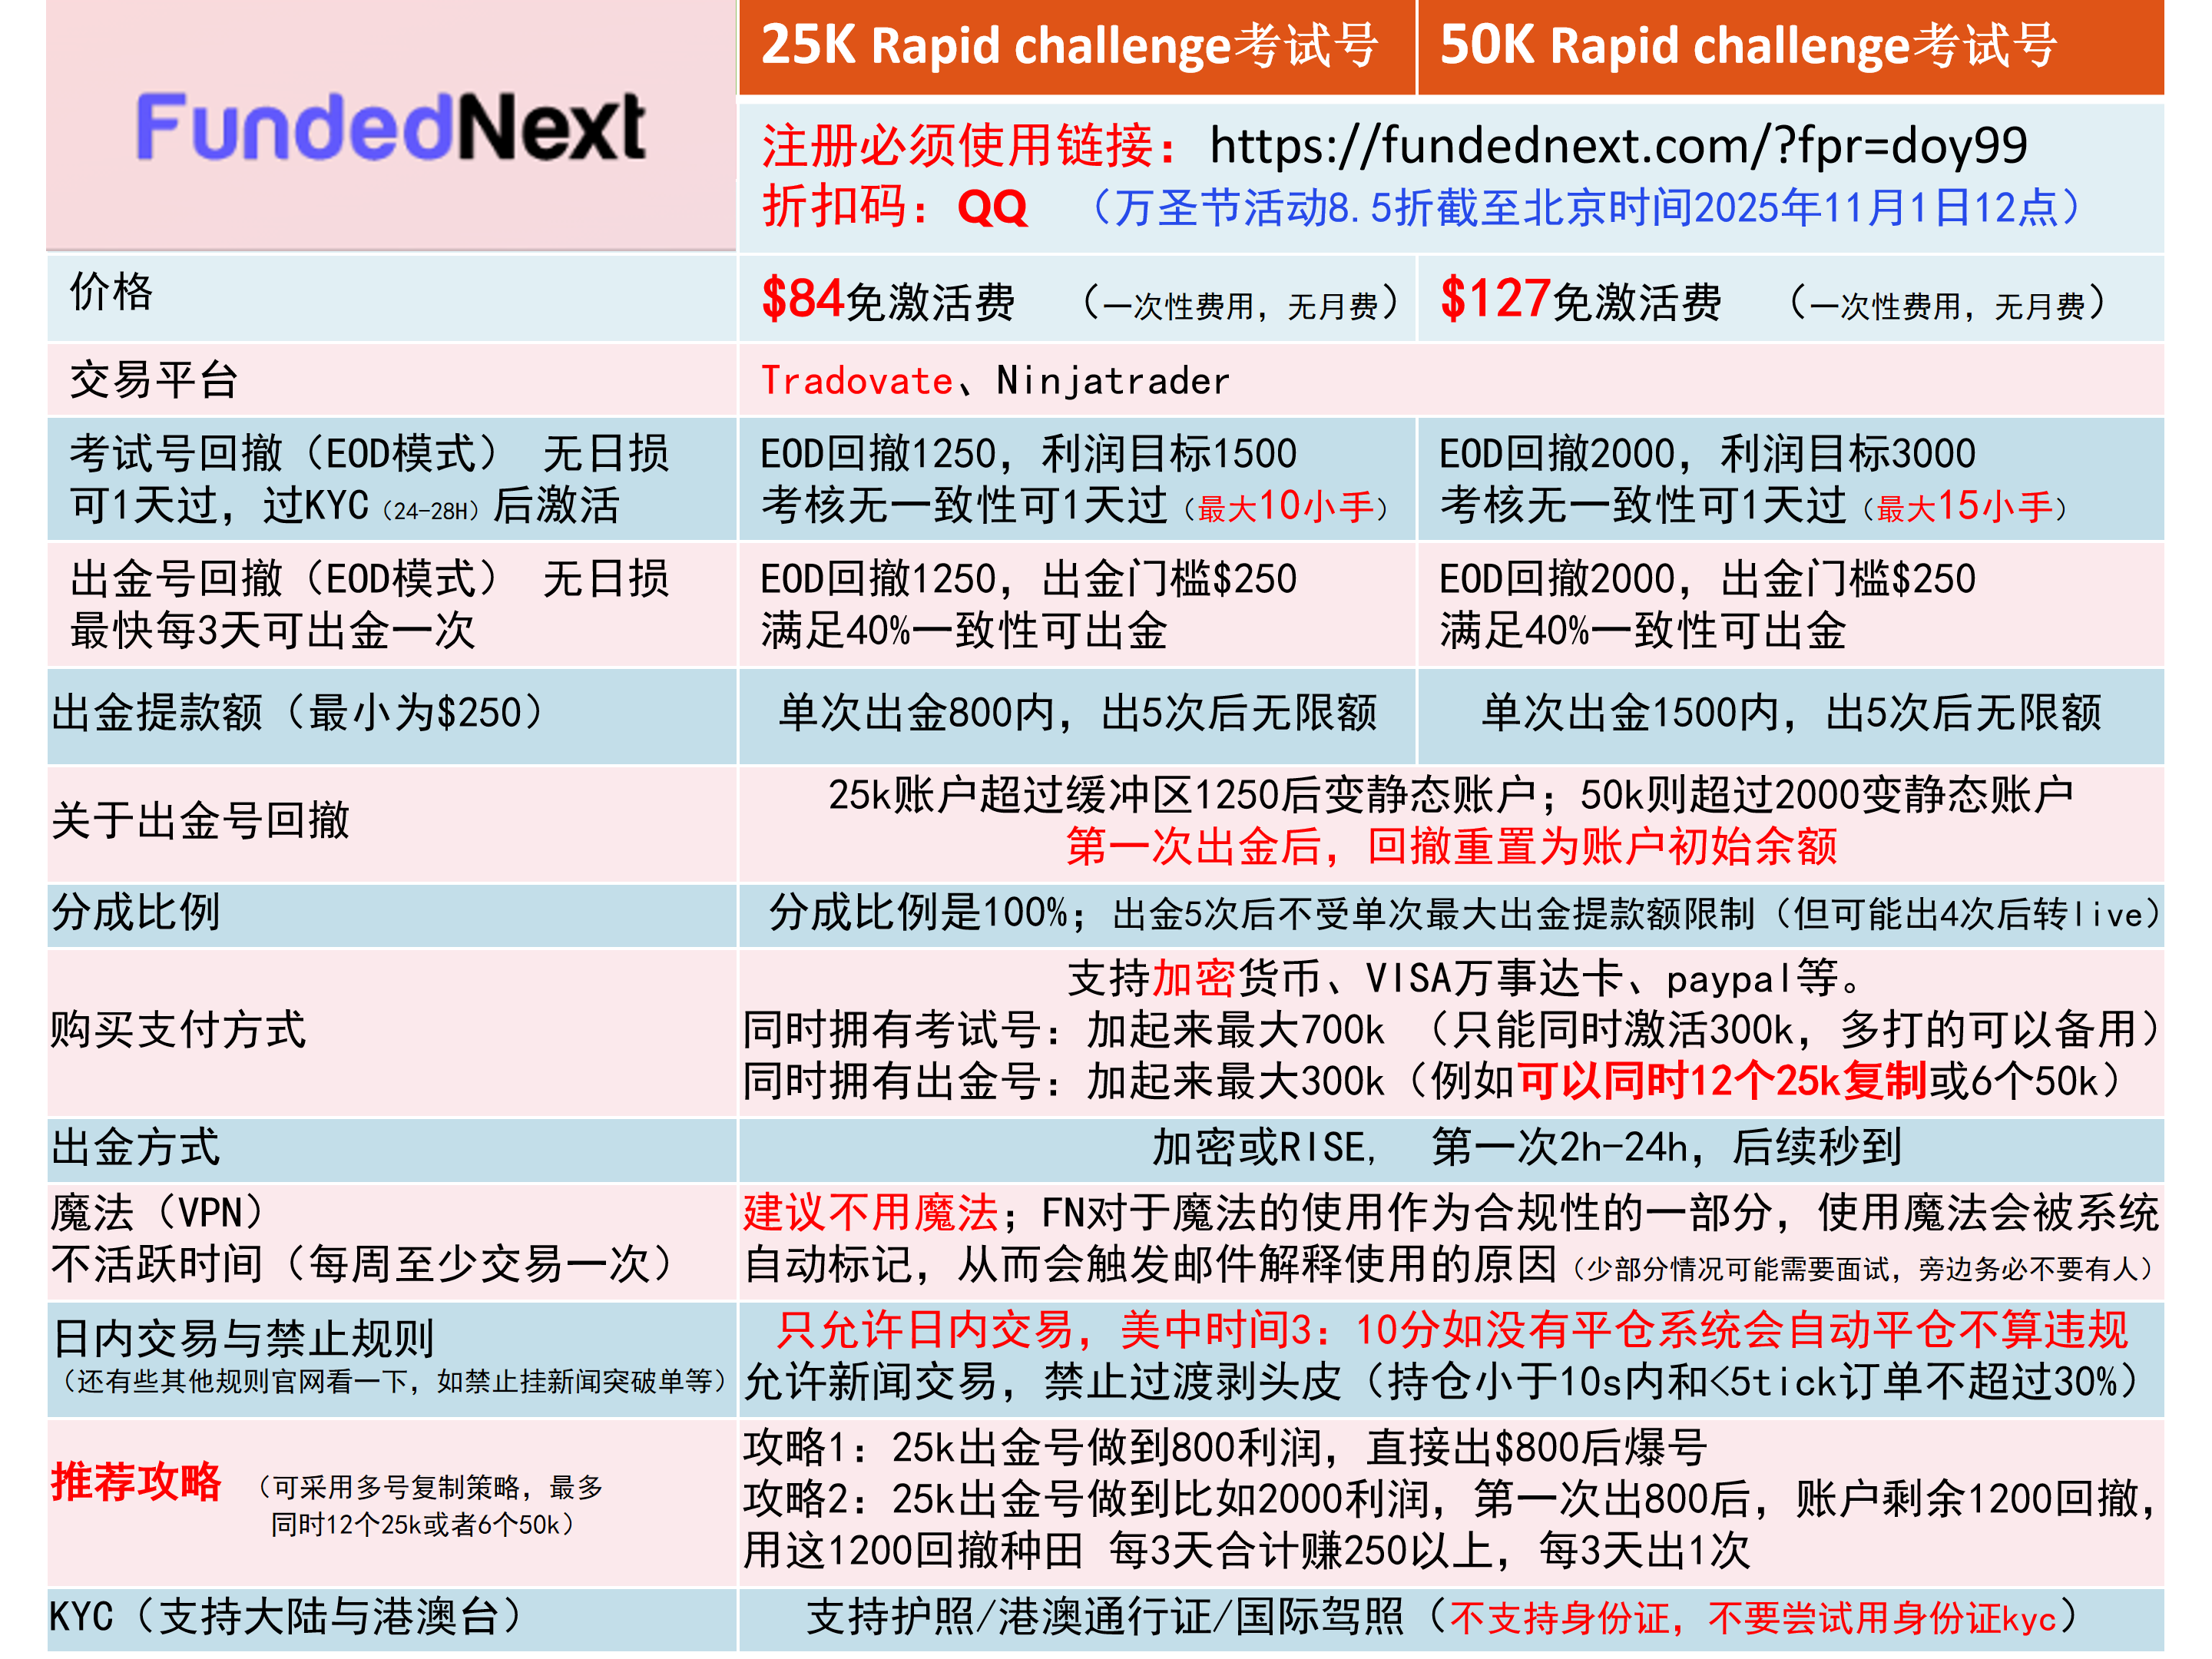 FundedNext
25K Rapid challenge考试号
50K Rapid challenge考试号
注册必须使用链接：https://fundednext.com/?fpr=doy99
折扣码：QQ （万圣节活动8.5折截至北京时间2025年11月1日12点）
价格
$84免激活费 （一次性费用，无月费）
$127免激活费 （一次性费用，无月费）
交易平台
Tradovate、Ninjatrader
考试号回撤（EOD模式） 无日损
可1天过，过KYC（24-28H）后激活
EOD回撤1250，利润目标1500
考核无一致性可1天过（最大10小手）
EOD回撤2000，利润目标3000
考核无一致性可1天过（最大15小手）
出金号回撤（EOD模式） 无日损
最快每3天可出金一次
EOD回撤1250，出金门槛$250
满足40%一致性可出金
EOD回撤2000，出金门槛$250
满足40%一致性可出金
出金提款额（最小为$250）
单次出金800内，出5次后无限额
单次出金1500内，出5次后无限额
关于出金号回撤
25k账户超过缓冲区1250后变静态账户；50k则超过2000变静态账户
第一次出金后，回撤重置为账户初始余额
分成比例
分成比例是100%；出金5次后不受单次最大出金提款额限制（但可能出4次后转live）
购买支付方式
支持加密货币、VISA万事达卡、paypal等。
同时拥有考试号：加起来最大700k （只能同时激活300k，多打的可以备用）
同时拥有出金号：加起来最大300k（例如可以同时12个25k复制或6个50k）
出金方式
加密或RISE, 第一次2h-24h，后续秒到
魔法（VPN）
不活跃时间（每周至少交易一次）
建议不用魔法；FN对于魔法的使用作为合规性的一部分，使用魔法会被系统
自动标记，从而会触发邮件解释使用的原因（少部分情况可能需要面试，旁边务必不要有人）
日内交易与禁止规则
（还有些其他规则官网看一下，如禁止挂新闻突破单等）
只允许日内交易，美中时间3：10分如没有平仓系统会自动平仓不算违规
允许新闻交易，禁止过渡剥头皮（持仓小于10s内和<5tick订单不超过30%）
推荐攻略 （可采用多号复制策略，最多
同时12个25k或者6个50k）
攻略1：25k出金号做到800利润，直接出$800后爆号
攻略2：25k出金号做到比如2000利润，第一次出800后，账户剩余1200回撤，
用这1200回撤种田 每3天合计赚250以上，每3天出1次
KYC（支持大陆与港澳台）
支持护照/港澳通行证/国际驾照（不支持身份证，不要尝试用身份证kyc）